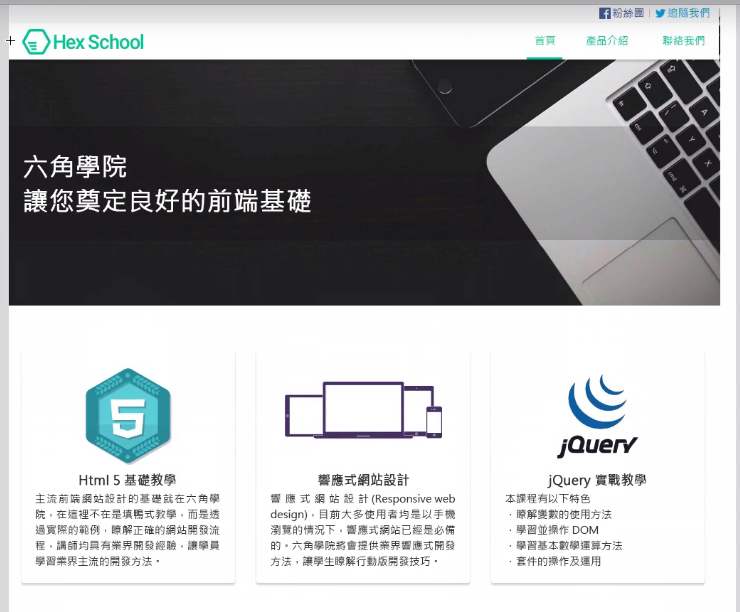 粉絲團 | 追隨我們
Hex School
首頁 產品介紹 聯絡我們
六角學院
讓您奠定良好的前端基礎
5
Html 5 基礎教學
主流前端網站設計的基礎就在六角學
院，在這裡不在是填鴨式教學，而是透
過實際的範例，瞭解正確的網站開發流
程，講師均具有業界開發經驗，讓學員
學習業界主流的開發方法。
響應式網站設計
響應式網站設計(Responsive web
design)，目前大多使用者均是以手機
瀏覽的情況下，響應式網站已經是必備
的。六角學院將會提供業界響應式開發
方法，讓學生瞭解行動版開發技巧。
jQuery
jQuery 實戰教學
本課程有以下特色
．瞭解變數的使用方法
．學習並操作 DOM
．學習基本數學運算方法
．套件的操作及運用